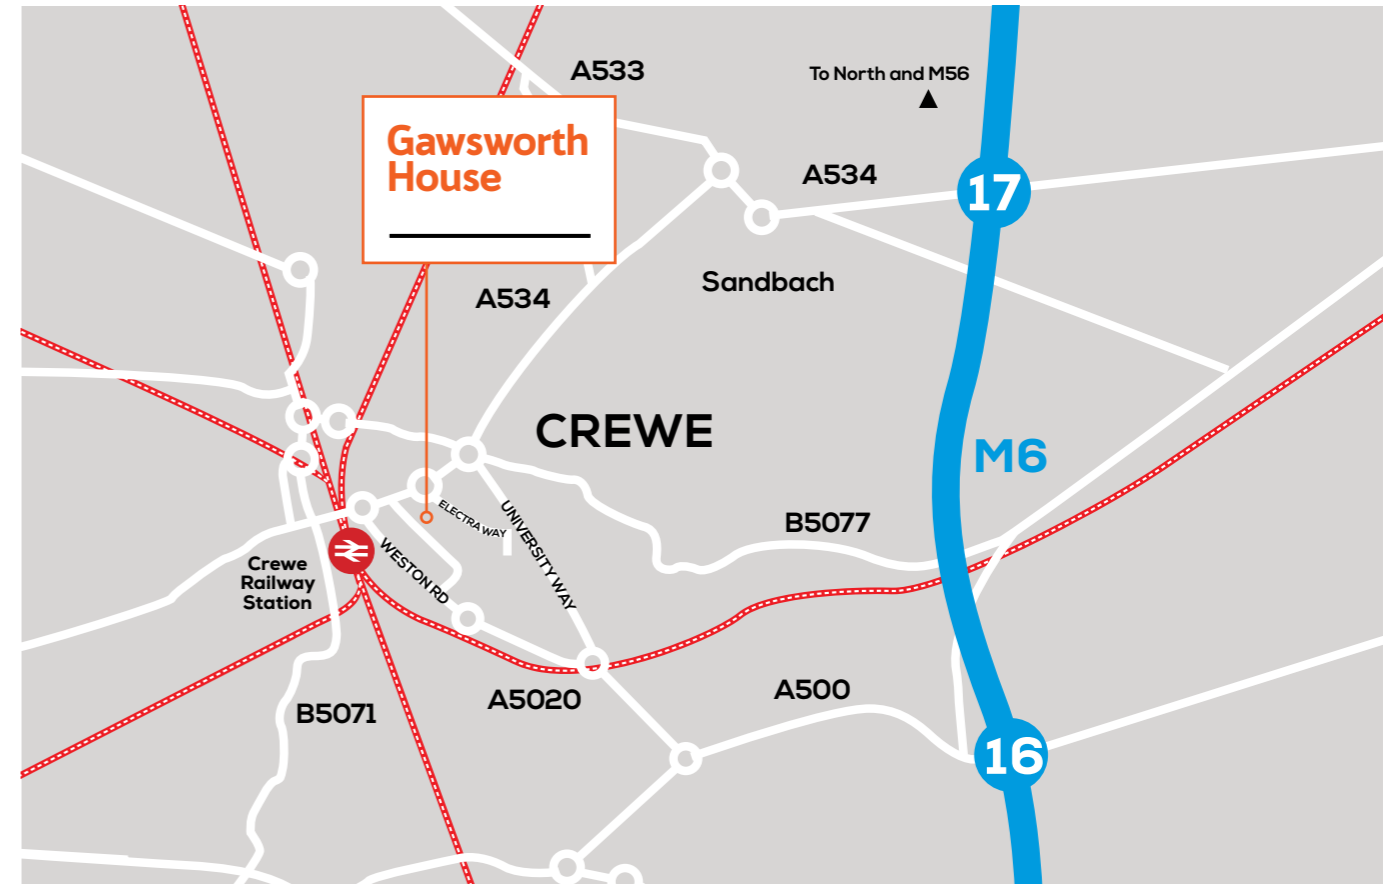 A533
To North and M56
Gawsworth
House
A534
17
Sandbach
A534
CREWE
M6
ELECTRA WAY
UNIVERSITY WAY
B5077
WESTON RD
Crewe
Railway
Station
A500
A5020
B5071
16